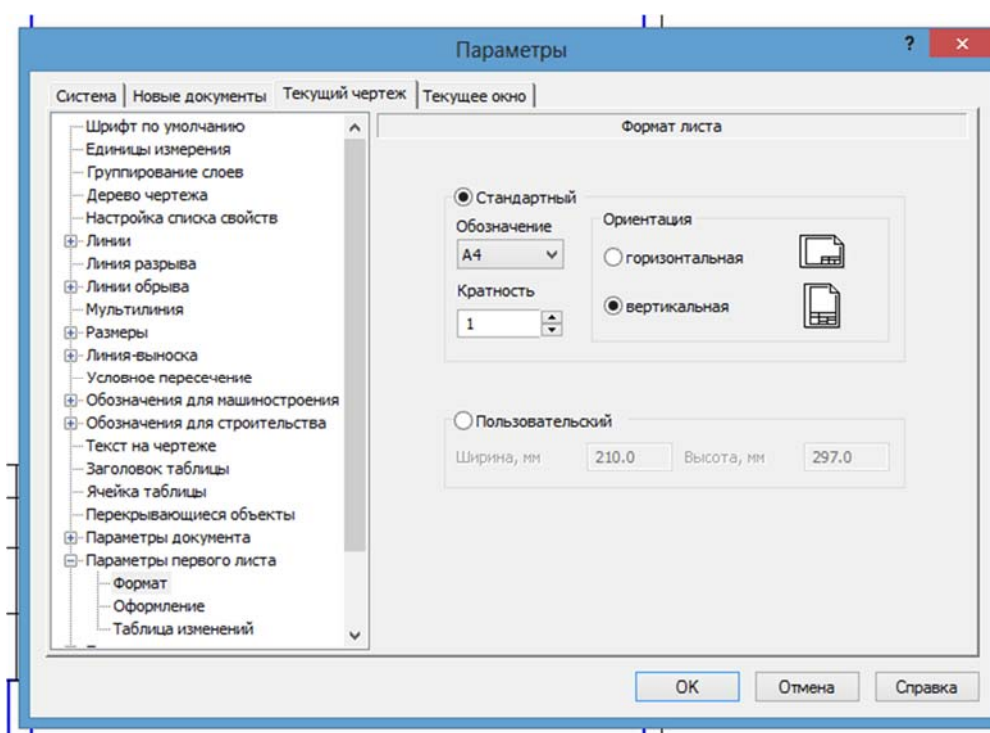 Параметры
?
Система Новые документы Текущий чертеж Текущее окно
Шрифт по умолчанию
Единицы измерения
Группирование слоев
Дерево чертежа
Настройка списка свойств
Линии
Линия разрыва
Линии обрыва
Мультилиния
Размеры
Линия-выноска
Условное пересечение
Обозначения для машиностроения
Обозначения для строительства
Текст на чертеже
Заголовок таблицы
Ячейка таблицы
Перекрывающиеся объекты
Параметры документа
Параметры первого листа
Формат
Оформление
Таблица изменений
Формат листа
Стандартный
Обозначение
A4
Кратность
1
Ориентация
горизонтальная
вертикальная
Пользовательский
Ширина, мм 210.0 Высота, мм 297.0
OK Отмена Справка